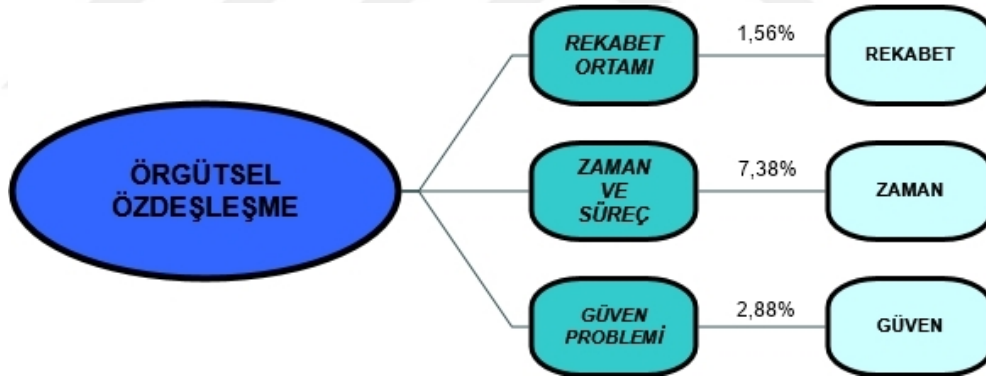 REKABET
ORTAMI
1,56%
REKABET
ÖRGÜTSEL
ÖZDEŞLEŞME
ZAMAN
VE
SÜREÇ
7,38%
ZAMAN
GÜVEN
PROBLEMİ
2,88%
GÜVEN